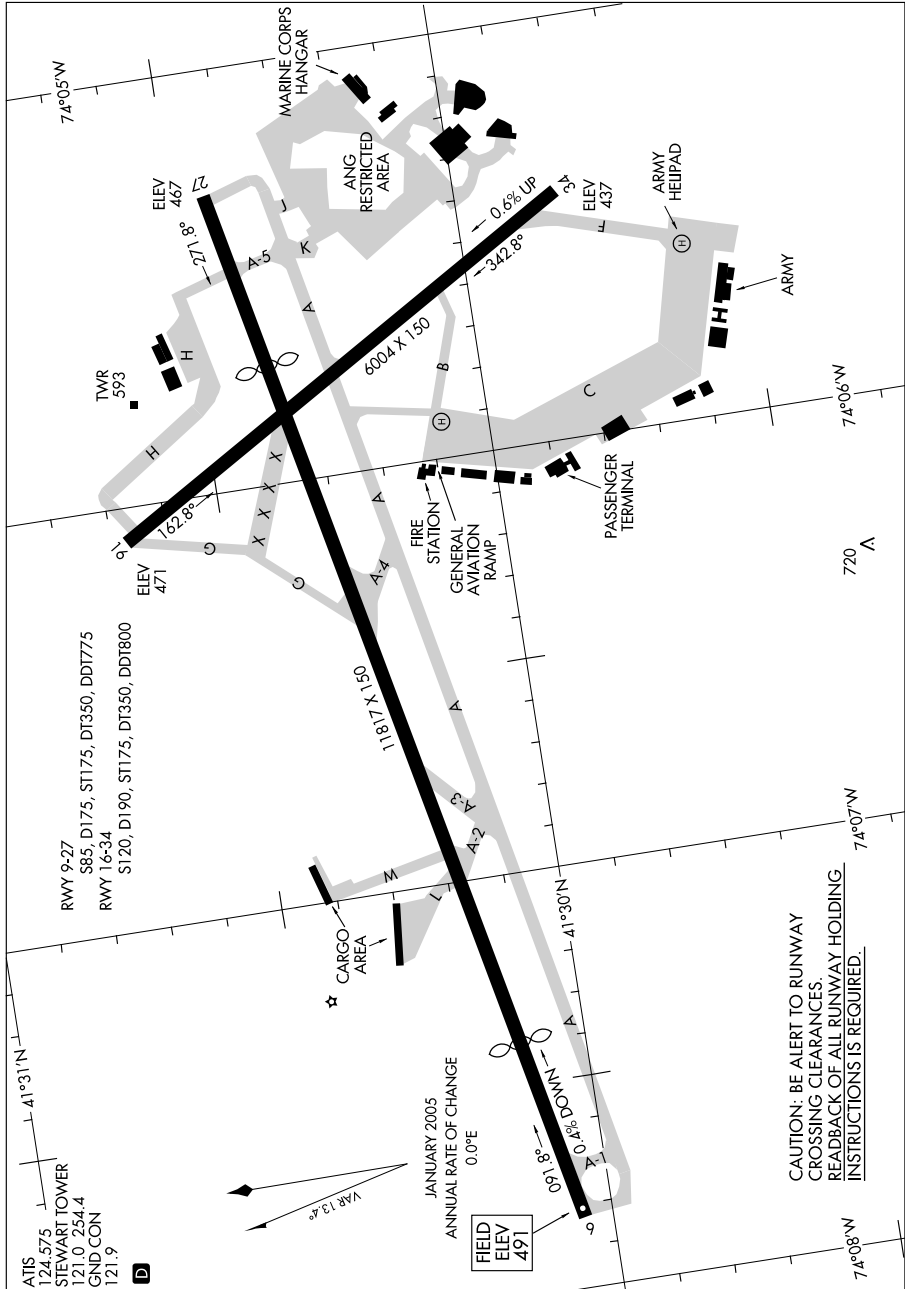 ATIS
124.575
STEWART TOWER
121.0 254.4
GND CON
121.9
D
41°31'N
RWY 9-27
S85, D175, ST175, DT350, DDT775
RWY 16-34
S120, D190, ST175, DT350, DDT800
74°05'W
MARINE CORPS
HANGAR
ANG
RESTRICTED
AREA
ELEV
467
27
271.8°
TWR
593
H
H
A-5
J
K
A
16
162.8°
ELEV
471
G
G
X X X X
6004 X 150
0.6% UP
342.8°
34
ELEV
437
F
ARMY
HELIPAD
H
ARMY
B
H
C
A
A-4
FIRE
STATION
GENERAL
AVIATION
RAMP
PASSENGER
TERMINAL
74°06'W
720
11817 X 150
A
A-3
A-2
W
L
CARGO
AREA
74°07'W
41°30'N
A
JANUARY 2005
ANNUAL RATE OF CHANGE
0.0°E
VAR 13.4°
0.4% DOWN
091.8°
A-1
9
FIELD
ELEV
491
74°08'W
CAUTION: BE ALERT TO RUNWAY
CROSSING CLEARANCES.
READBACK OF ALL RUNWAY HOLDING
INSTRUCTIONS IS REQUIRED.